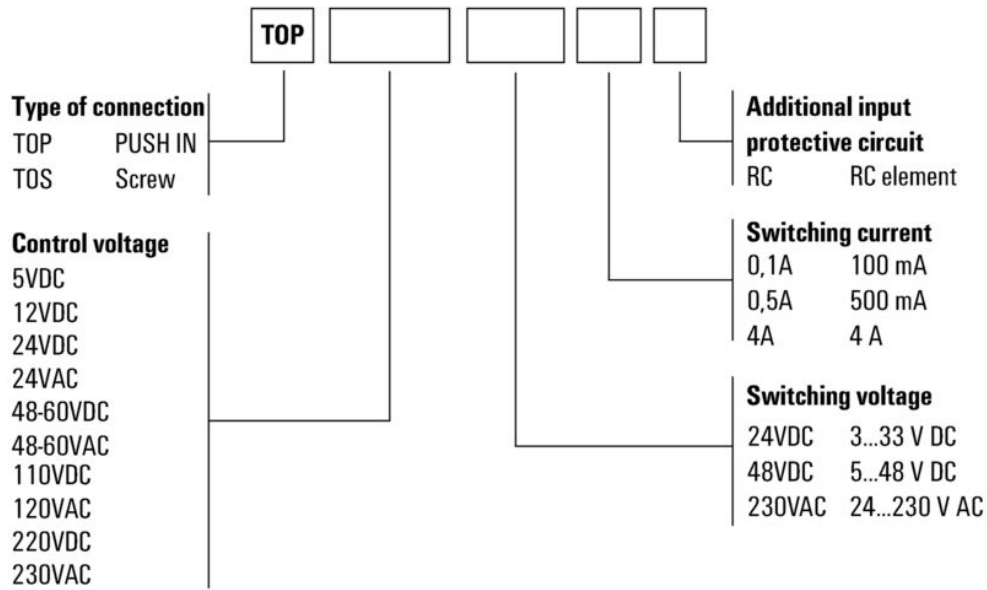 TOP
Type of connection
TOP PUSH IN
TOS Screw
Control voltage
5VDC
12VDC
24VDC
24VAC
48-60VDC
48-60VAC
110VDC
120VAC
220VDC
230VAC
Additional input
protective circuit
RC RC element
Switching current
0,1A 100 mA
0,5A 500 mA
4A 4 A
Switching voltage
24VDC 3...33 V DC
48VDC 5...48 V DC
230VAC 24...230 V AC